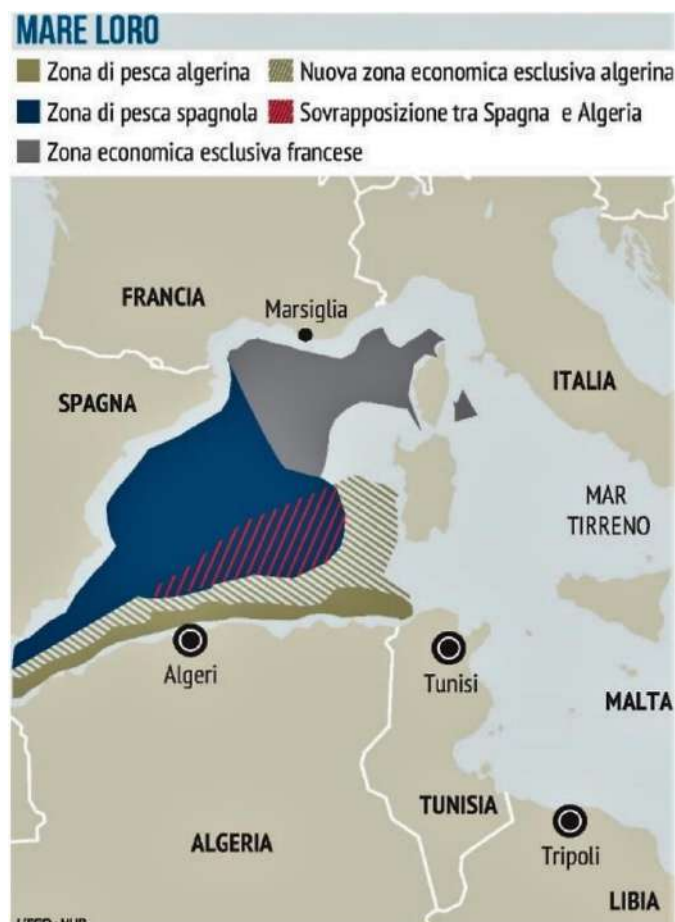 MARE LORO
Zona di pesca algerina
Nuova zona economica esclusiva algerina
Zona di pesca spagnola
Sovrapposizione tra Spagna e Algeria
Zona economica esclusiva francese
FRANCIA
Marsiglia
SPAGNA
ITALIA
MAR
TIRRENO
Algeri
Tunisi
MALTA
TUNISIA
ALGERIA
Tripoli
LIBIA